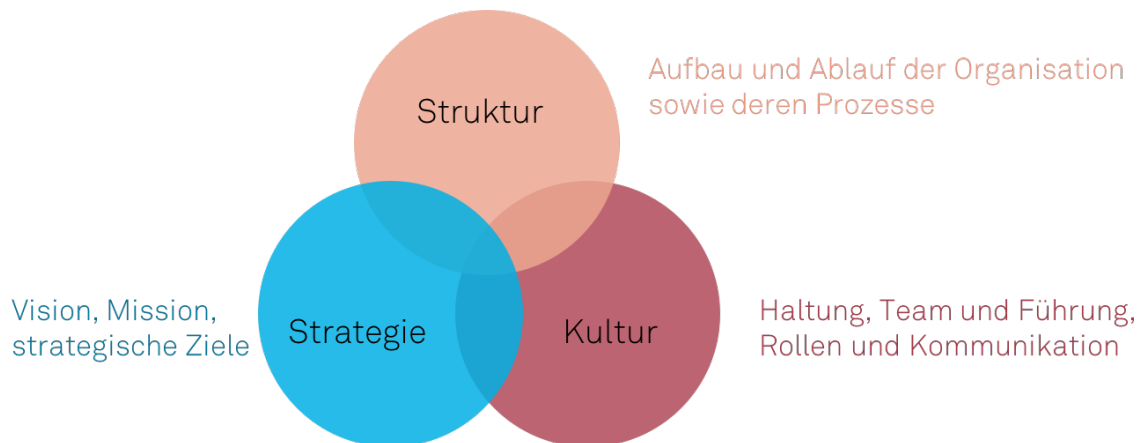 Struktur
Aufbau und Ablauf der Organisation
sowie deren Prozesse
Vision, Mission,
strategische Ziele
Strategie
Kultur
Haltung, Team und Führung,
Rollen und Kommunikation